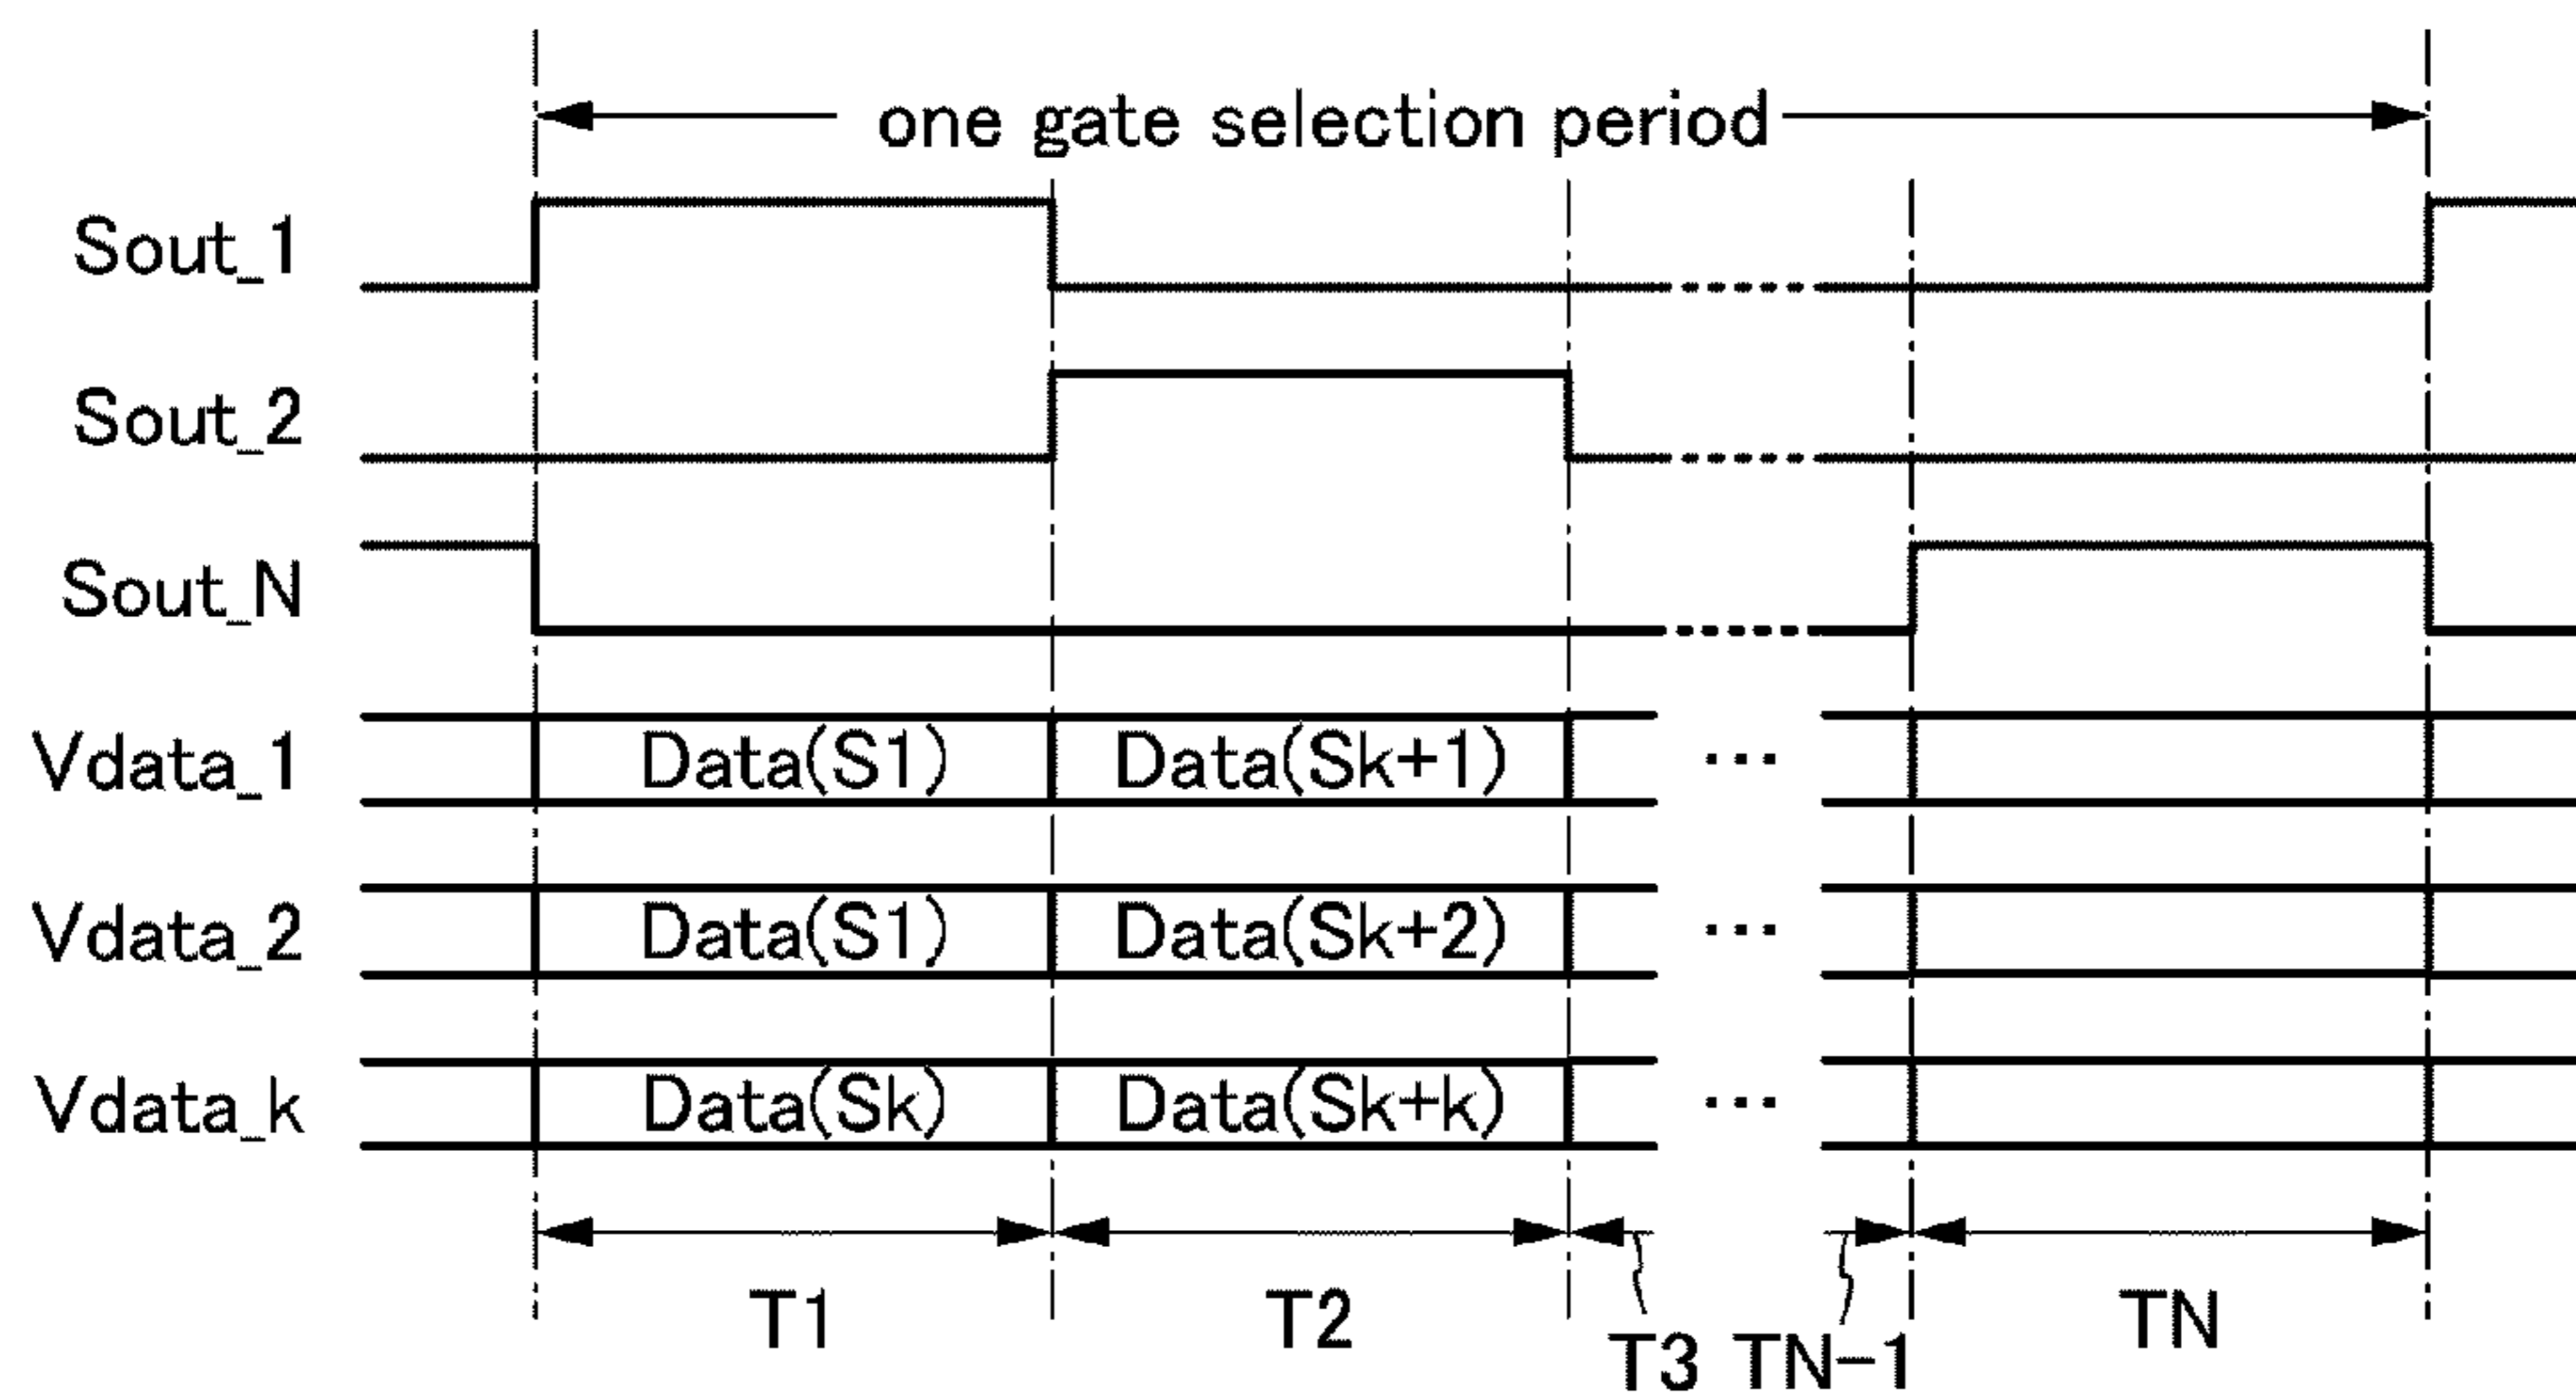 one gate selection period
Sout_1
Sout_2
Sout_N
Vdata_1 Data(S1) Data(Sk+1) ...
Vdata_2 Data(S1) Data(Sk+2) ...
Vdata_k Data(Sk) Data(Sk+k) ...
T1 T2 T3 TN-1 TN